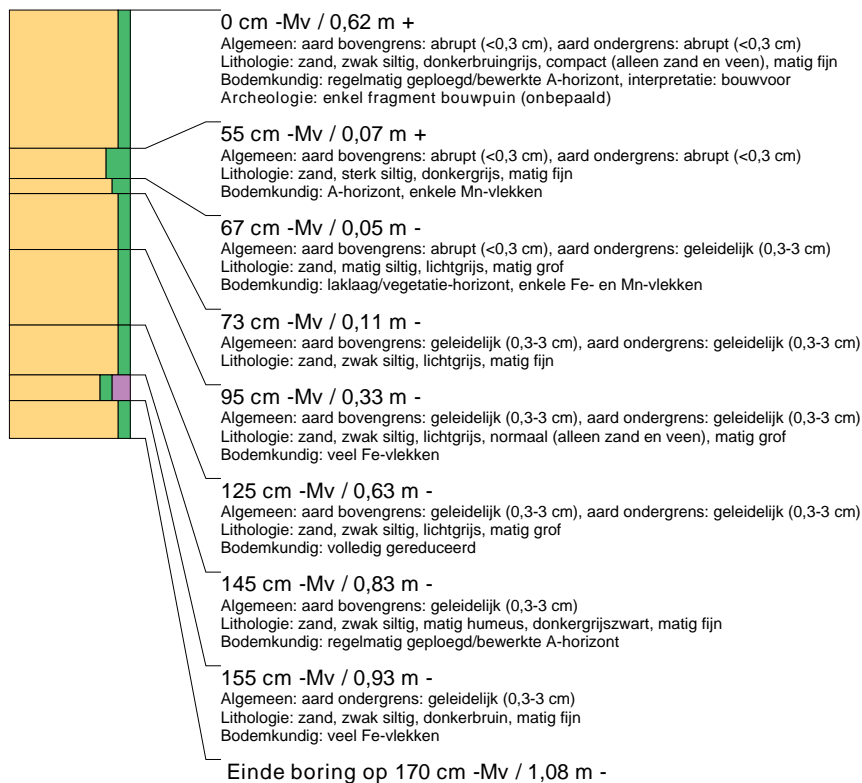 0 cm -Mv / 0,62 m +
Algemeen: aard bovengrens: abrupt (<0,3 cm), aard ondergrens: abrupt (<0,3 cm)
Lithologie: zand, zwak siltig, donkerbruingrijs, compact (alleen zand en veen), matig fijn
Bodemkundig: regelmatig geploegd/bewerkte A-horizont, interpretatie: bouwvoor
Archeologie: enkel fragment bouwpuin (onbepaald)
55 cm -Mv / 0,07 m +
Algemeen: aard bovengrens: abrupt (<0,3 cm), aard ondergrens: abrupt (<0,3 cm)
Lithologie: zand, sterk siltig, donkergrijs, matig fijn
Bodemkundig: A-horizont, enkele Mn-vlekken
67 cm -Mv / 0,05 m -
Algemeen: aard bovengrens: abrupt (<0,3 cm), aard ondergrens: geleidelijk (0,3-3 cm)
Lithologie: zand, matig siltig, lichtgrijs, matig grof
Bodemkundig: laklaag/vegetatie-horizont, enkele Fe- en Mn-vlekken
73 cm -Mv / 0,11 m -
Algemeen: aard bovengrens: geleidelijk (0,3-3 cm), aard ondergrens: geleidelijk (0,3-3 cm)
Lithologie: zand, zwak siltig, lichtgrijs, matig fijn
95 cm -Mv / 0,33 m -
Algemeen: aard bovengrens: geleidelijk (0,3-3 cm), aard ondergrens: geleidelijk (0,3-3 cm)
Lithologie: zand, zwak siltig, lichtgrijs, normaal (alleen zand en veen), matig grof
Bodemkundig: veel Fe-vlekken
125 cm -Mv / 0,63 m -
Algemeen: aard bovengrens: geleidelijk (0,3-3 cm), aard ondergrens: geleidelijk (0,3-3 cm)
Lithologie: zand, zwak siltig, lichtgrijs, matig grof
Bodemkundig: volledig gereduceerd
145 cm -Mv / 0,83 m -
Algemeen: aard bovengrens: geleidelijk (0,3-3 cm)
Lithologie: zand, zwak siltig, matig humeus, donkergrijszwart, matig fijn
Bodemkundig: regelmatig geploegd/bewerkte A-horizont
155 cm -Mv / 0,93 m -
Algemeen: aard ondergrens: geleidelijk (0,3-3 cm)
Lithologie: zand, zwak siltig, donkerbruin, matig fijn
Bodemkundig: veel Fe-vlekken
Einde boring op 170 cm -Mv / 1,08 m -